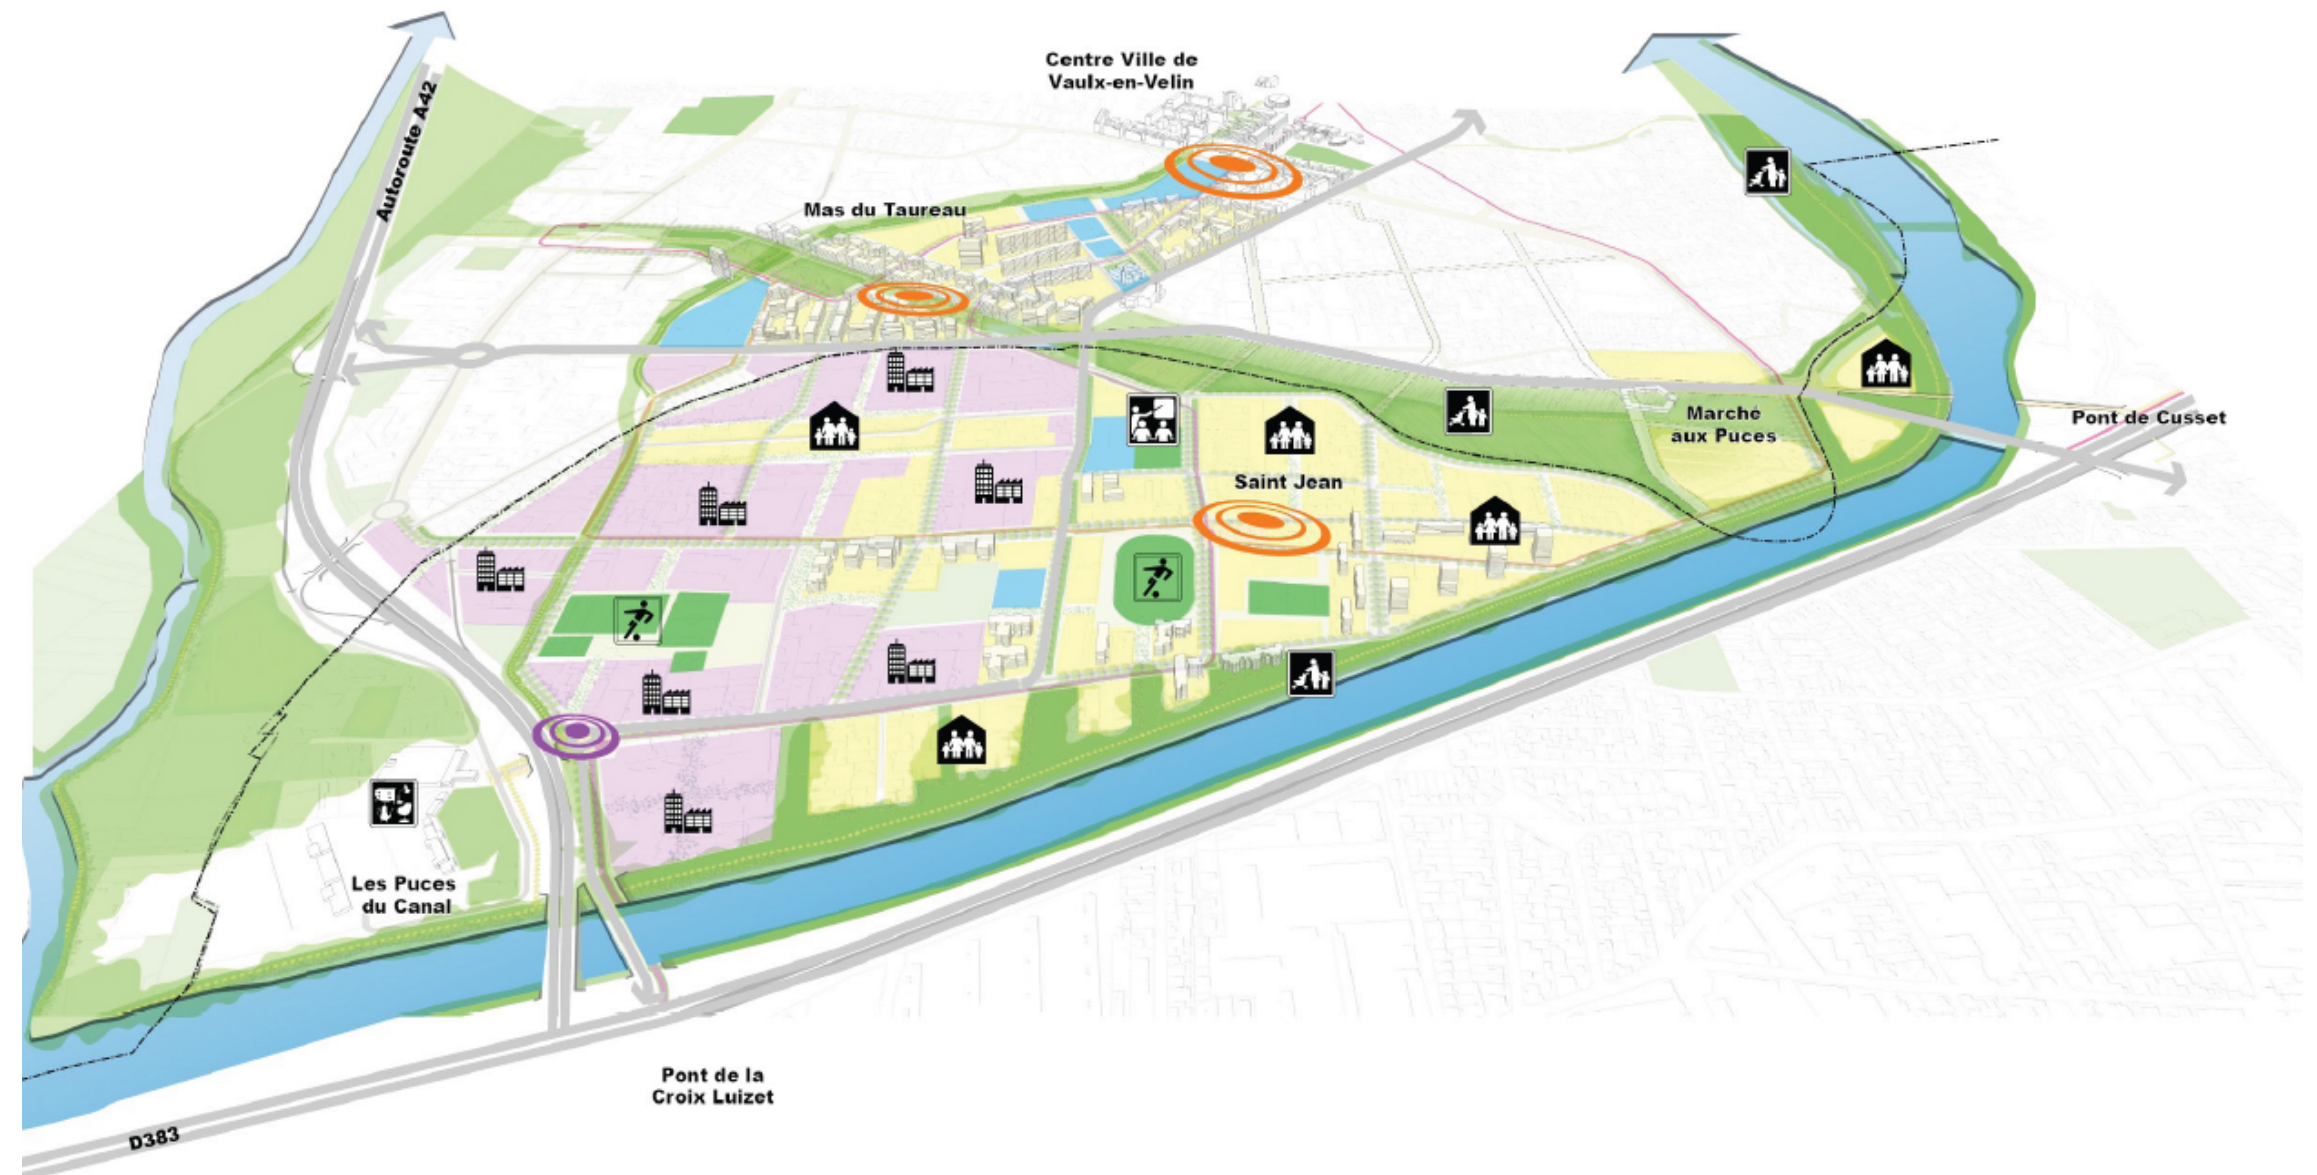 Centre Ville de
Vaulx-en-Velin
Autoroute A42
Mas du Taureau
Marché
aux Puces
Pont de Cusset
Saint Jean
Les Puces
du Canal
Pont de la
Croix Luizet
D383